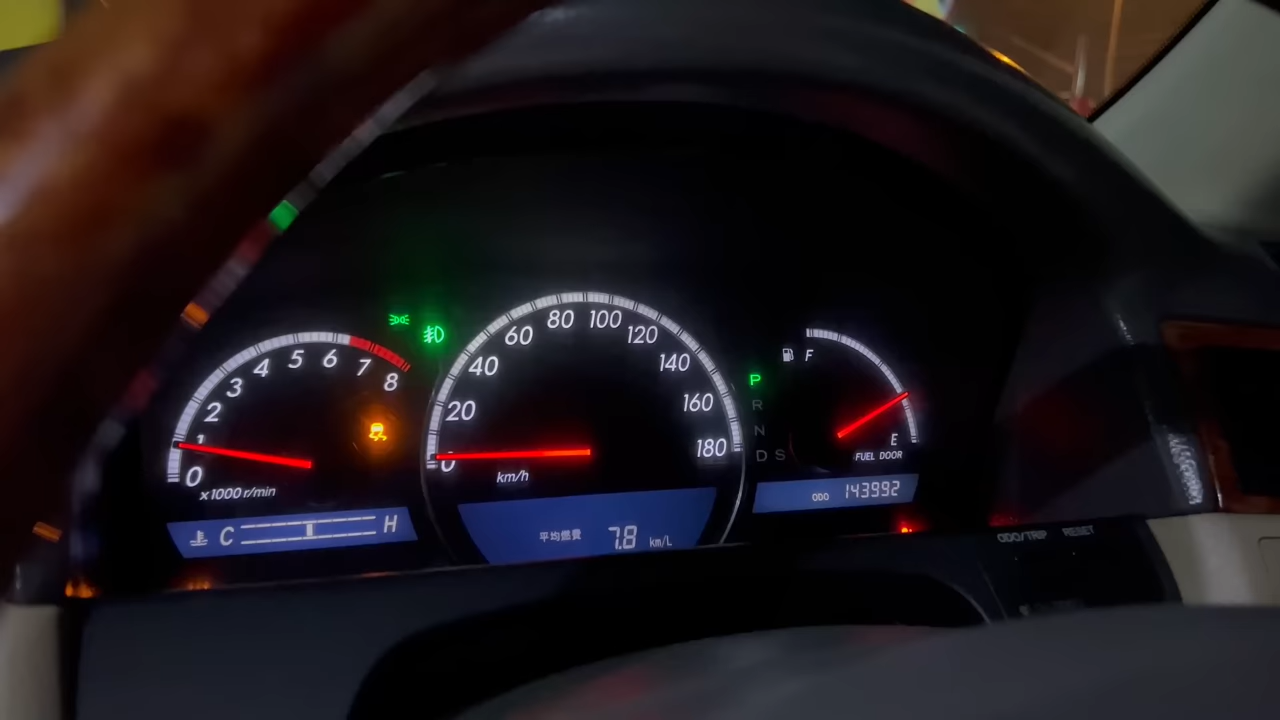 0 1 2 3 4 5 6 7 8
x1000 r/min
C H
0 20 40 60 80 100 120 140 160 180
km/h
平均燃費 7.8 km/L
P
R
N
D S
F
E
FUEL DOOR
ODO 143992
ODO/TRIP RESET